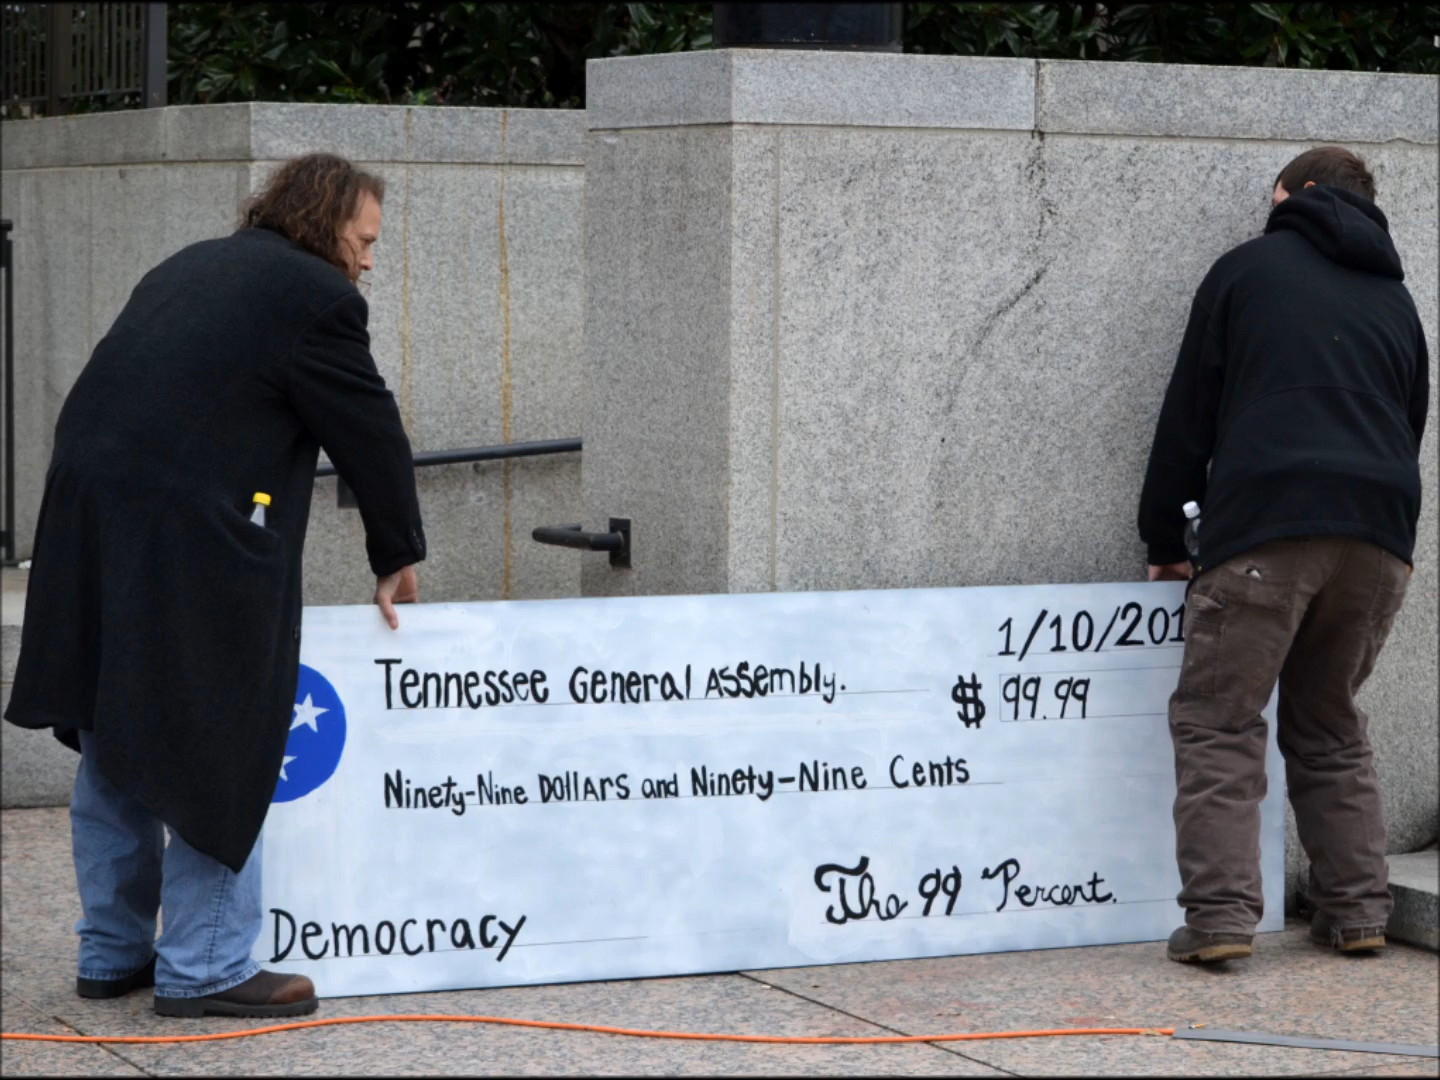 1/10/201
Tennessee General Assembly.
$ 99.99
Ninety-Nine Dollars and Ninety-Nine Cents
The 99 Percent.
Democracy